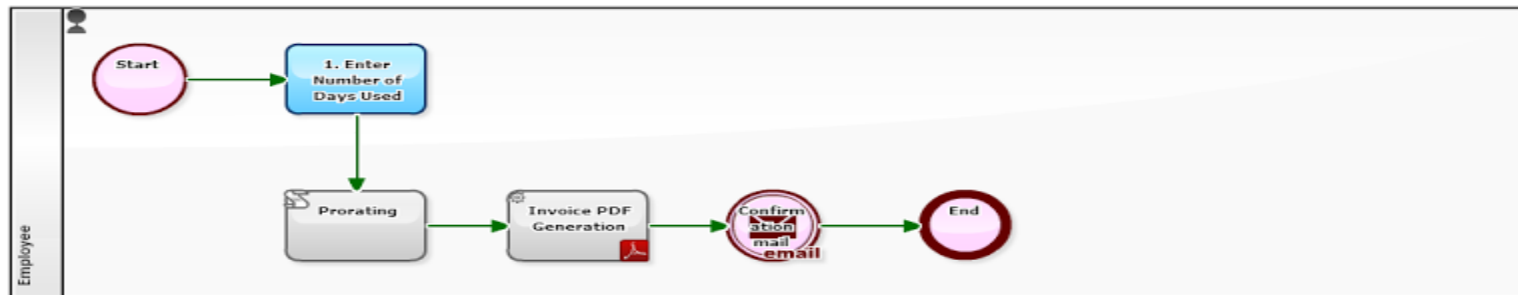 Start
1. Enter
Number of
Days Used
Prorating
Invoice PDF
Generation
Confirm
ation
mail
email
End
Employee